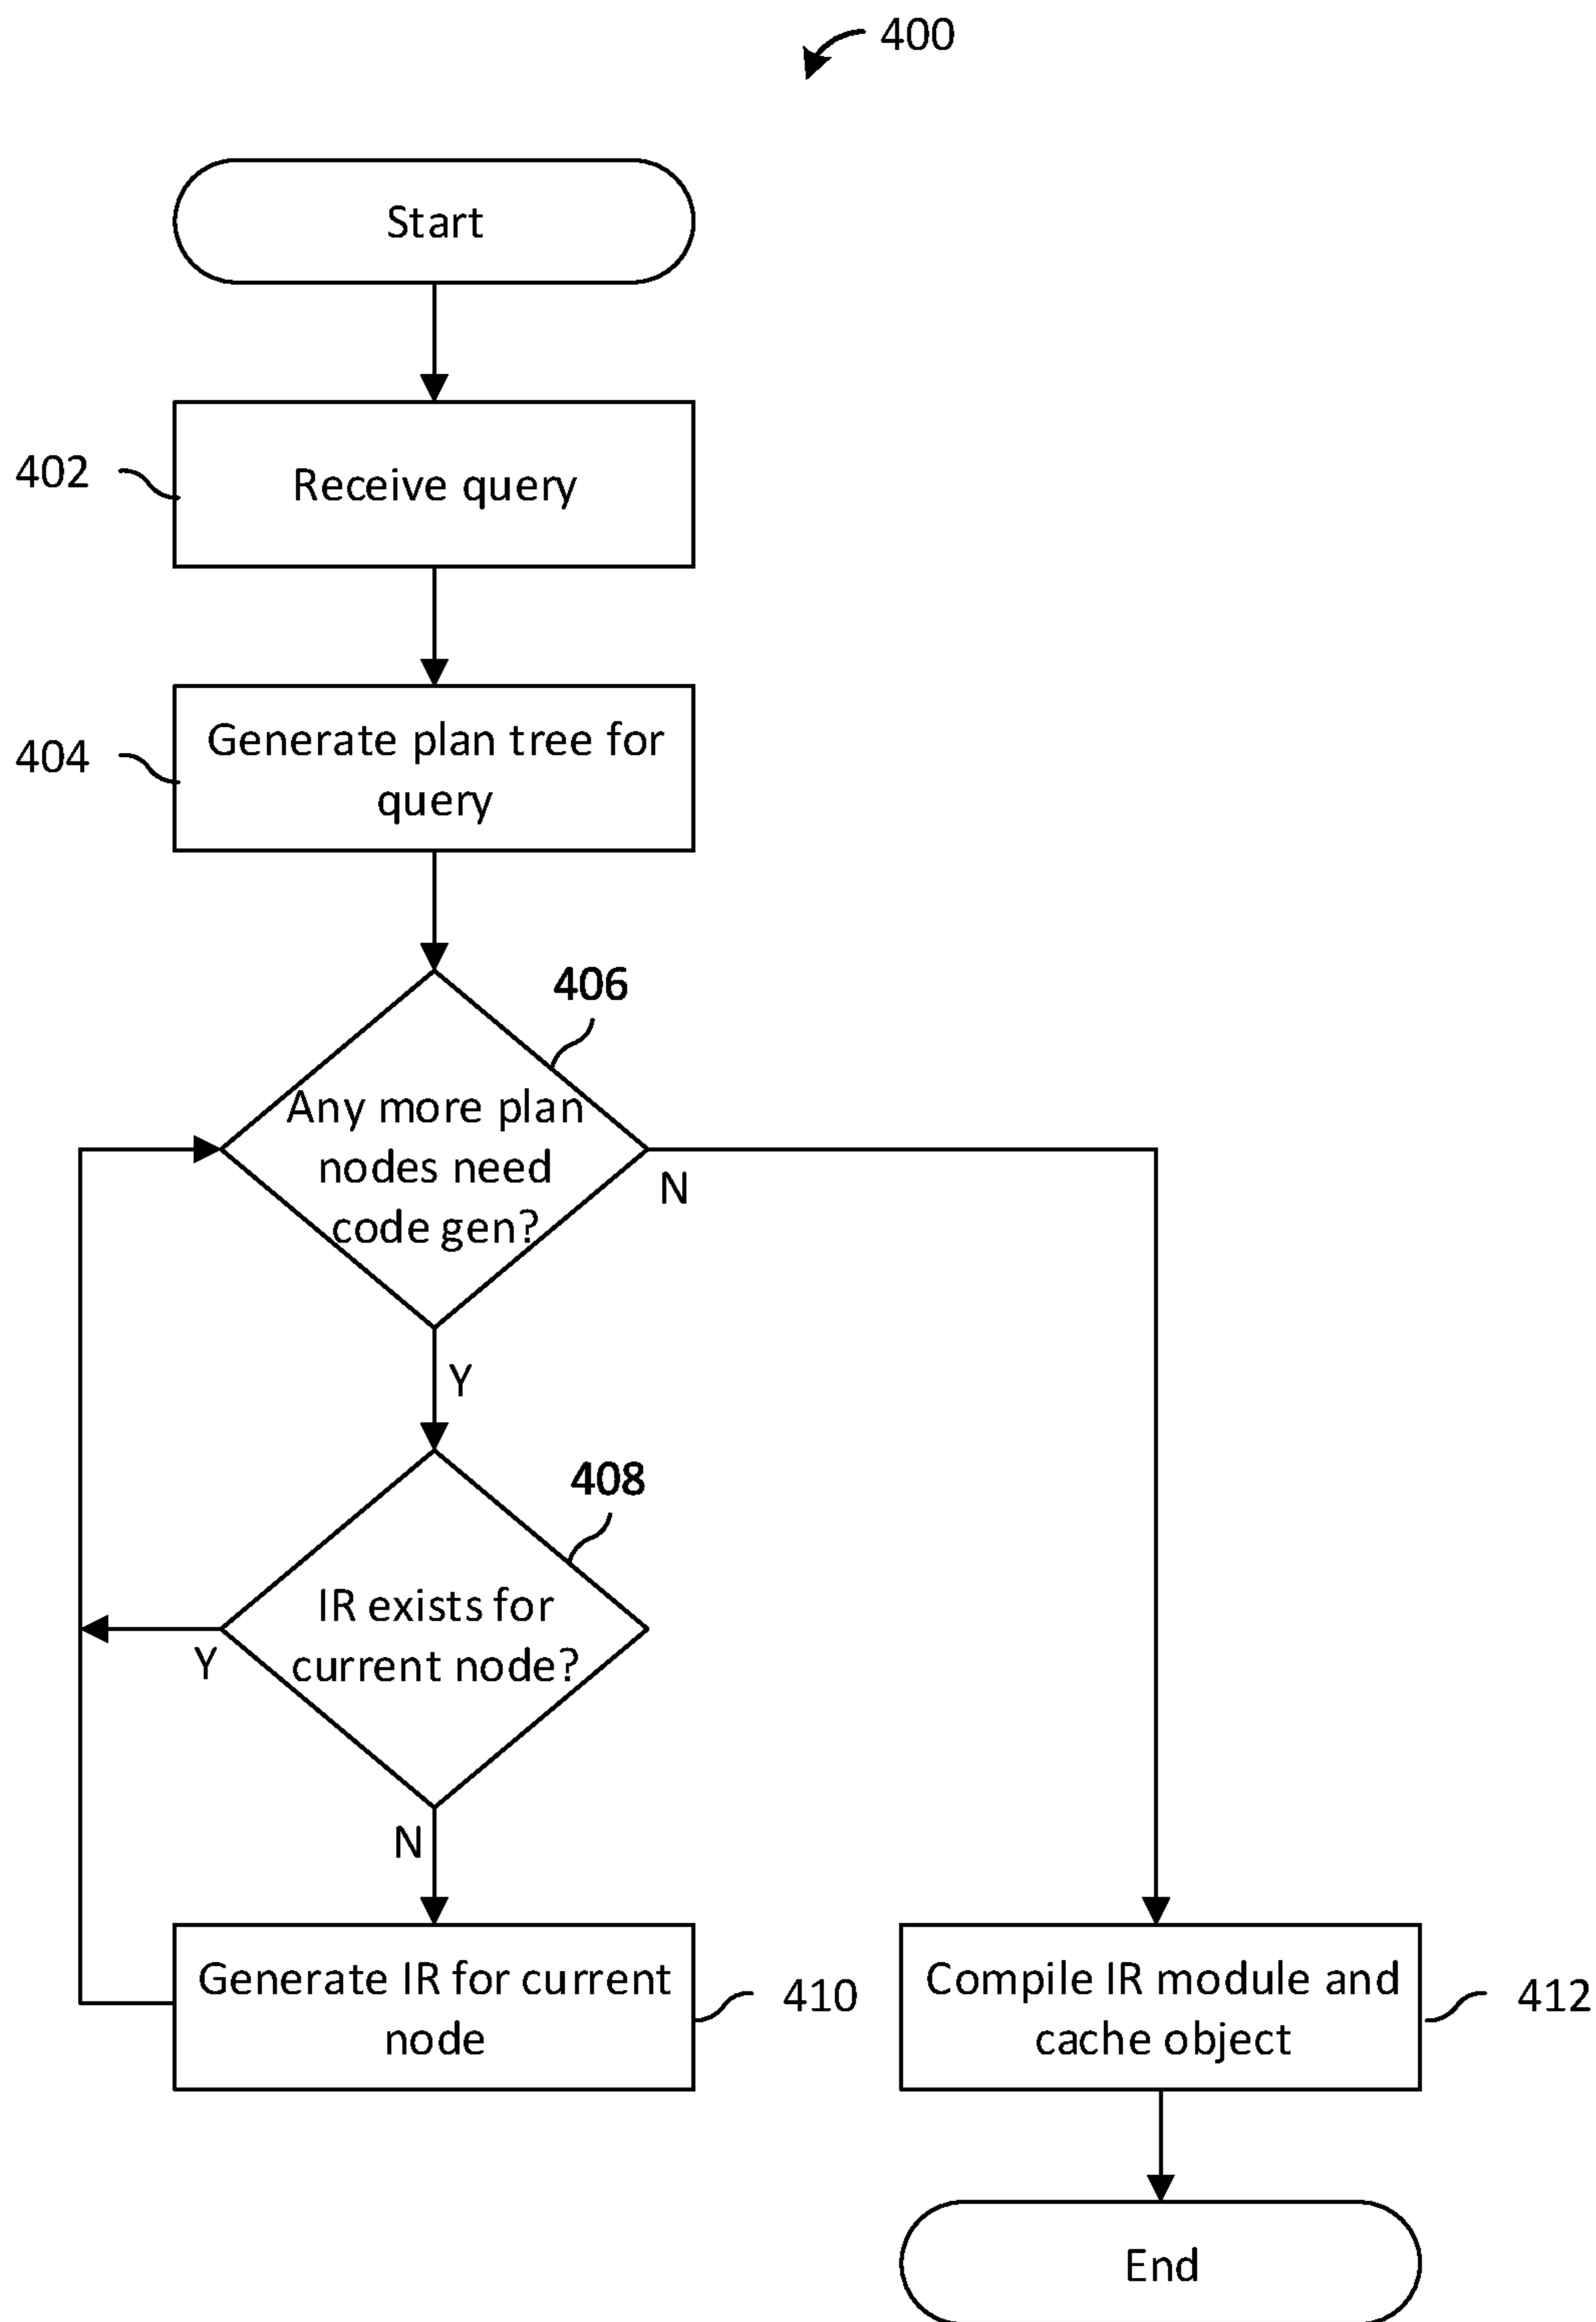 400
Start
402
Receive query
404
Generate plan tree for
query
406
Any more plan
nodes need
code gen?
N
Y
408
IR exists for
current node?
Y
N
Generate IR for current
node
410
Compile IR module and
cache object
412
End